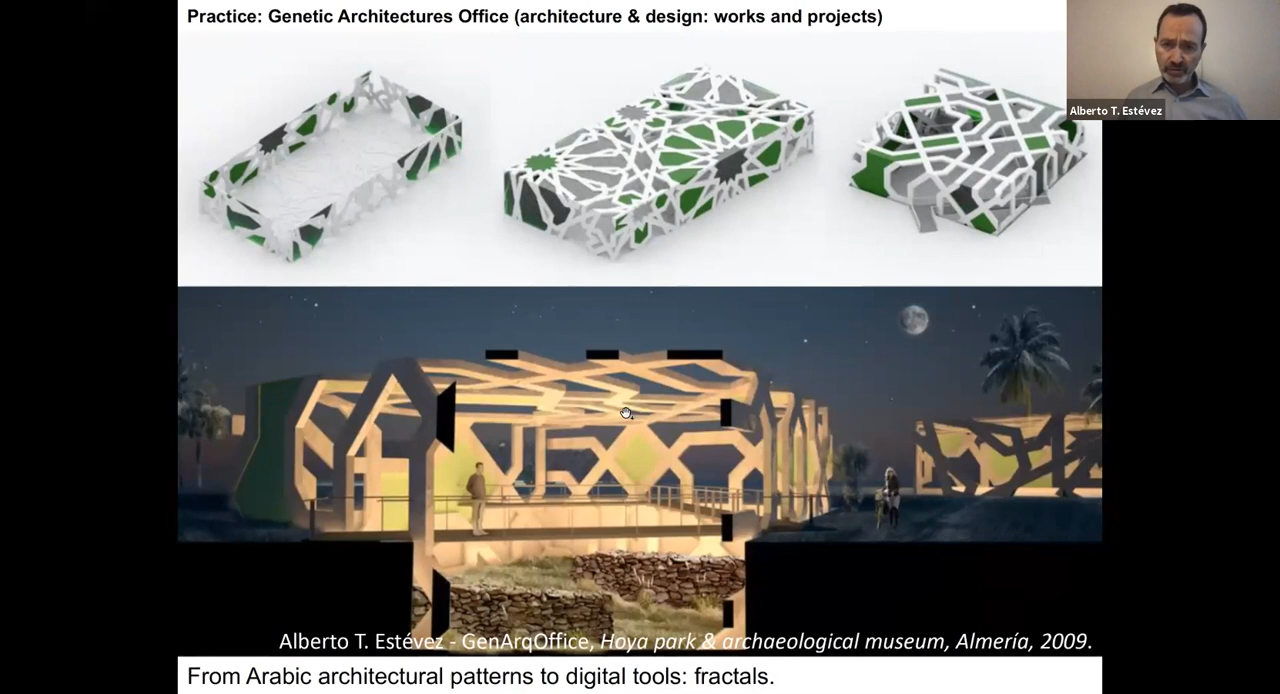 Practice: Genetic Architectures Office (architecture & design: works and projects)
Alberto T. Estévez
Alberto T. Estévez - GenArqOffice, Hoya park & archaeological museum, Almería, 2009.
From Arabic architectural patterns to digital tools: fractals.